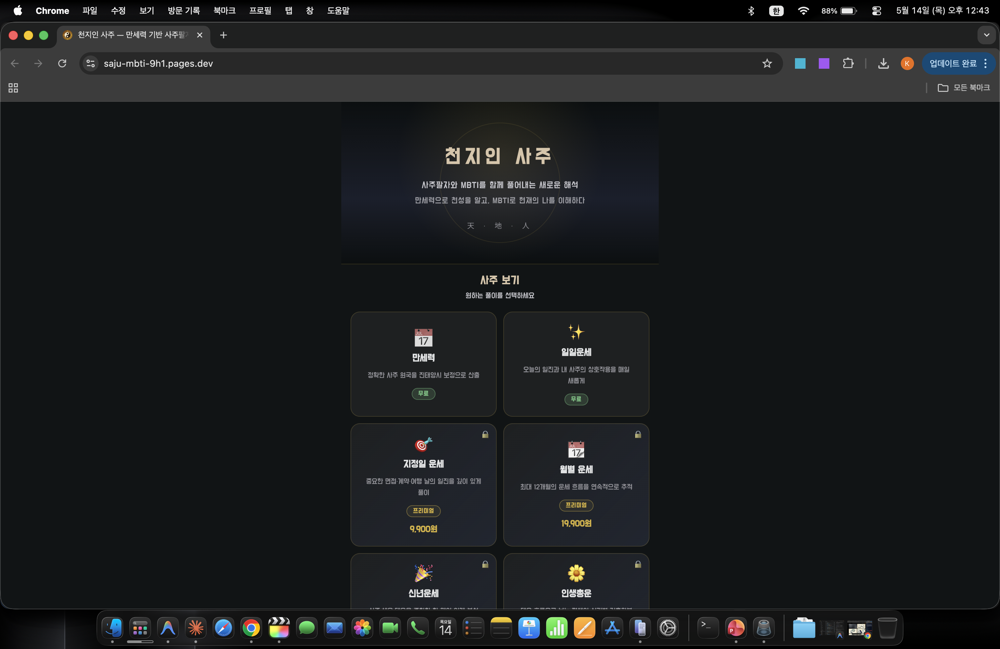 Chrome 파일 수정 보기 방문 기록 북마크 프로필 탭 창 도움말 한 88% 5월 14일 (목) 오후 12:43
천지인 사주 — 만세력 기반 사주팔
saju-mbti-9h1.pages.dev K 업데이트 완료
모든 북마크
천지인 사주
사주팔자와 MBTI를 함께 풀어내는 새로운 해석
만세력으로 천성을 알고, MBTI로 현재의 나를 이해하다
天 · 地 · 人
사주 보기
원하는 풀이를 선택하세요
JUL
17
만세력
정확한 사주 원국을 진태양시 보정으로 산출
무료
일일운세
오늘의 일진과 내 사주의 상호작용을 매일
새롭게
무료
지정일 운세
중요한 면접·계약·여행 날의 일진을 깊이 있게
풀이
프리미엄
9,900원
JUL
17
월별 운세
최대 12개월의 운세 흐름을 연속적으로 추적
프리미엄
19,900원
신년운세
인생총운
목요일
14
P